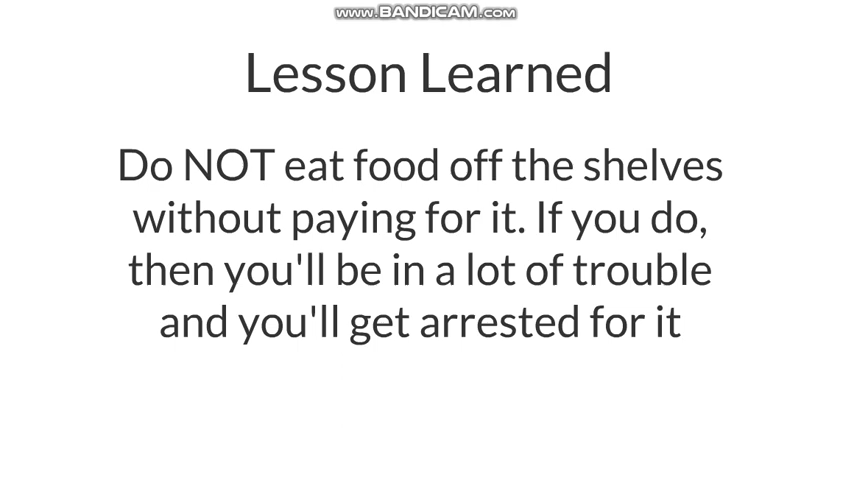 www.BANDICAM.com
Lesson Learned
Do NOT eat food off the shelves
without paying for it. If you do,
then you'll be in a lot of trouble
and you'll get arrested for it